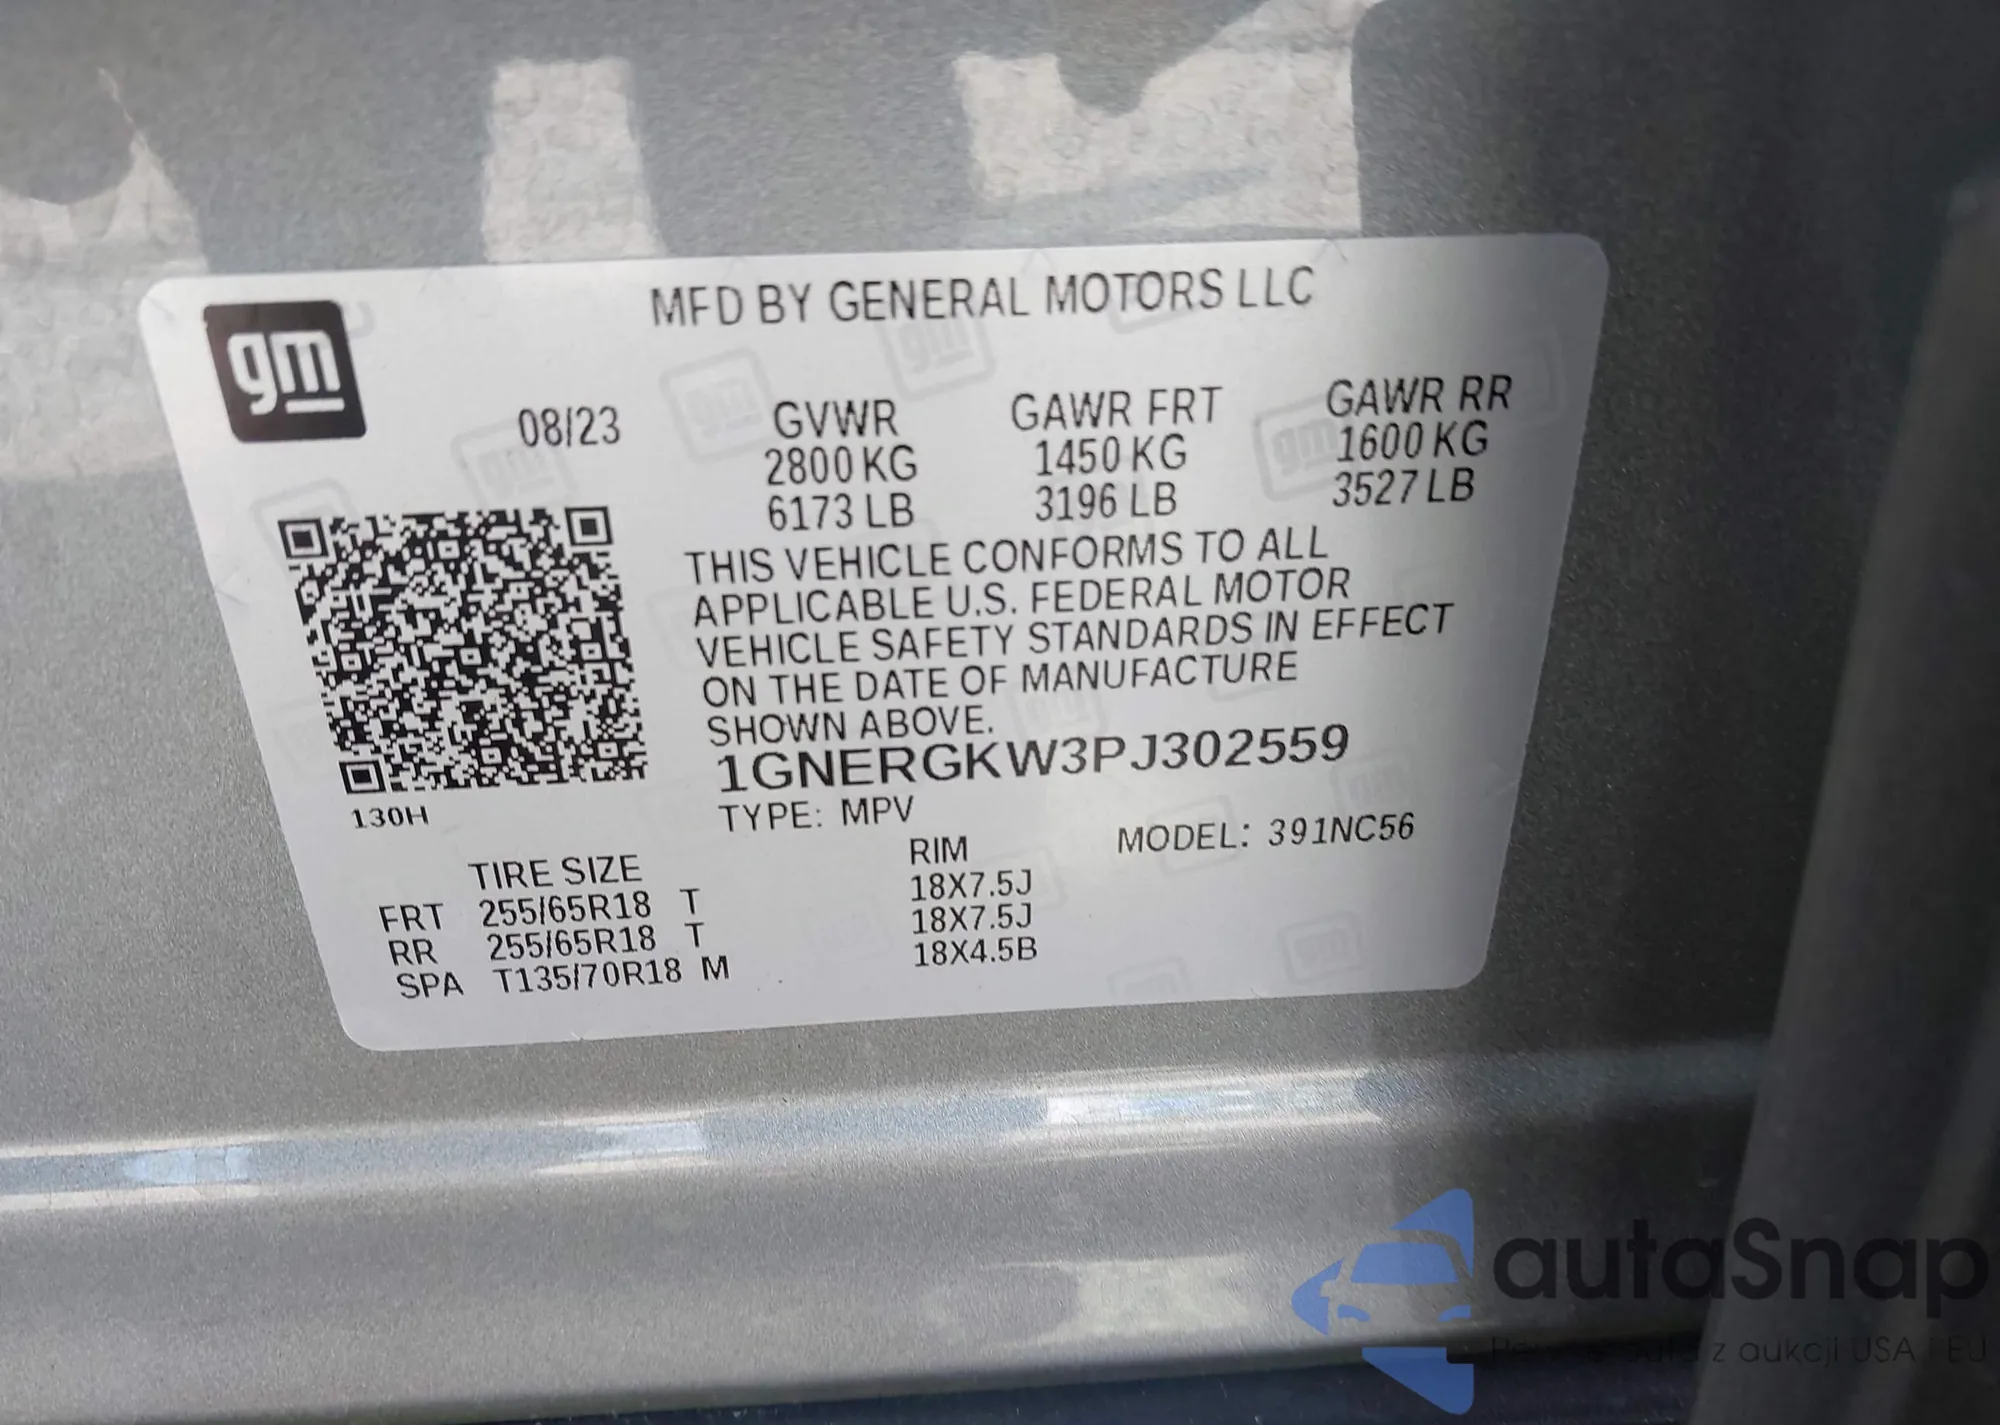 gm
MFD BY GENERAL MOTORS LLC
08/23 GVWR GAWR FRT GAWR RR
2800 KG 1450 KG 1600 KG
6173 LB 3196 LB 3527 LB
THIS VEHICLE CONFORMS TO ALL
APPLICABLE U.S. FEDERAL MOTOR
VEHICLE SAFETY STANDARDS IN EFFECT
ON THE DATE OF MANUFACTURE
SHOWN ABOVE.
1GNERGKW3PJ302559
130H
TYPE: MPV MODEL: 391NC56
TIRE SIZE RIM
FRT 255/65R18 T 18X7.5J
RR 255/65R18 T 18X7.5J
SPA T135/70R18 M 18X4.5B
autaSnap
z aukcji USA i EU